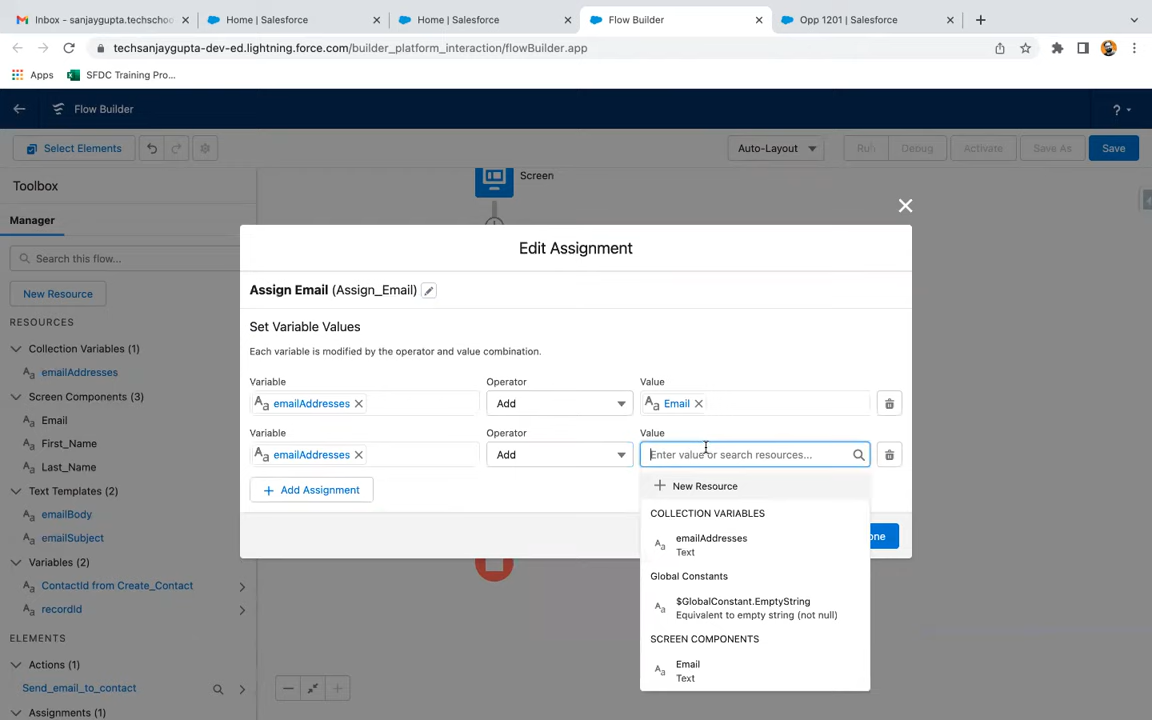 Inbox - sanjaygupta.techschoo
Home | Salesforce
Home | Salesforce
Flow Builder
Opp 1201 | Salesforce
techsanjaygupta-dev-ed.lightning.force.com/builder_platform_interaction/flowBuilder.app
Apps
SFDC Training Pro...
Flow Builder
?
Select Elements
Auto-Layout
Run
Debug
Activate
Save As
Save
Toolbox
Screen
Manager
Search this flow...
New Resource
RESOURCES
Collection Variables (1)
emailAddresses
Screen Components (3)
Email
First_Name
Last_Name
Text Templates (2)
emailBody
emailSubject
Variables (2)
ContactId from Create_Contact
recordId
ELEMENTS
Actions (1)
Send_email_to_contact
Assignments (1)
Edit Assignment
Assign Email (Assign_Email)
Set Variable Values
Each variable is modified by the operator and value combination.
Variable Operator Value
emailAddresses Add Email
Variable Operator Value
emailAddresses Add Enter value or search resources...
+ Add Assignment
one
+ New Resource
COLLECTION VARIABLES
emailAddresses
Text
Global Constants
$GlobalConstant.EmptyString
Equivalent to empty string (not null)
SCREEN COMPONENTS
Email
Text